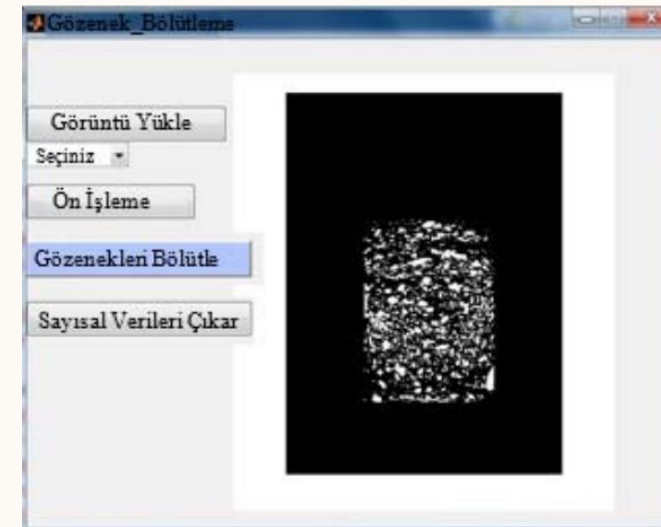 Gözenek_Bölütleme
Görüntü Yükle
Seçiniz
Ön İşleme
Gözenekleri Bölütle
Sayısal Verileri Çıkar